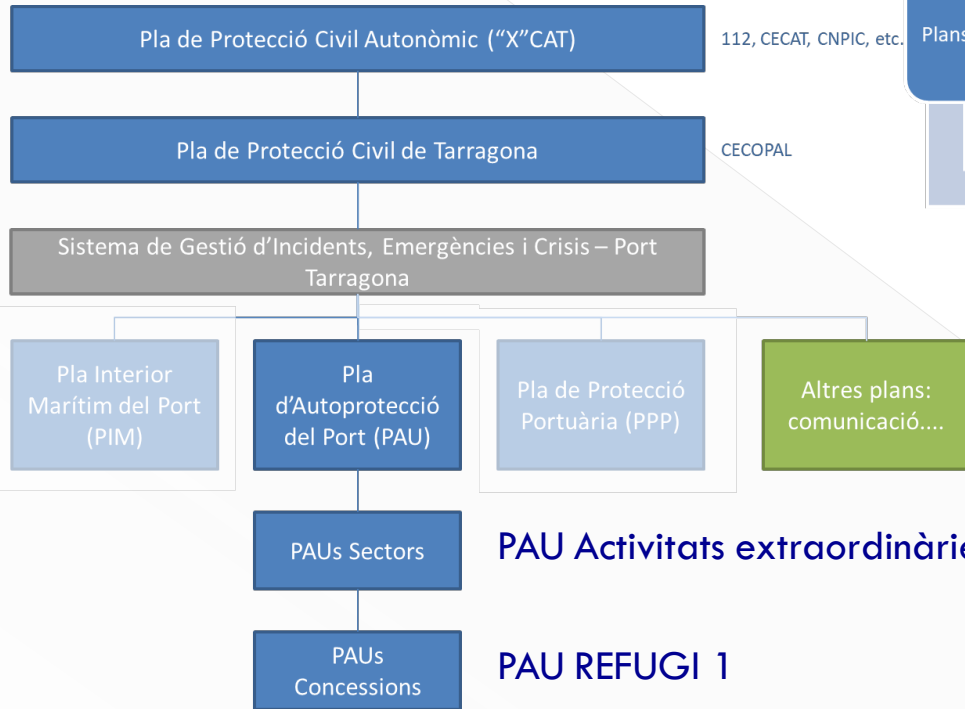 Pla de Protecció Civil Autonòmic (“X”CAT)
112, CECAT, CNPIC, etc.
Plans
Pla de Protecció Civil de Tarragona
CECOPAL
Sistema de Gestió d’Incidents, Emergències i Crisis – Port
Tarragona
Pla Interior
Marítim del Port
(PIM)
Pla
d’Autoprotecció
del Port (PAU)
Pla de Protecció
Portuària (PPP)
Altres plans:
comunicació....
PAUs Sectors
PAU Activitats
PAUs
Concessions
PAU REFUGI 1